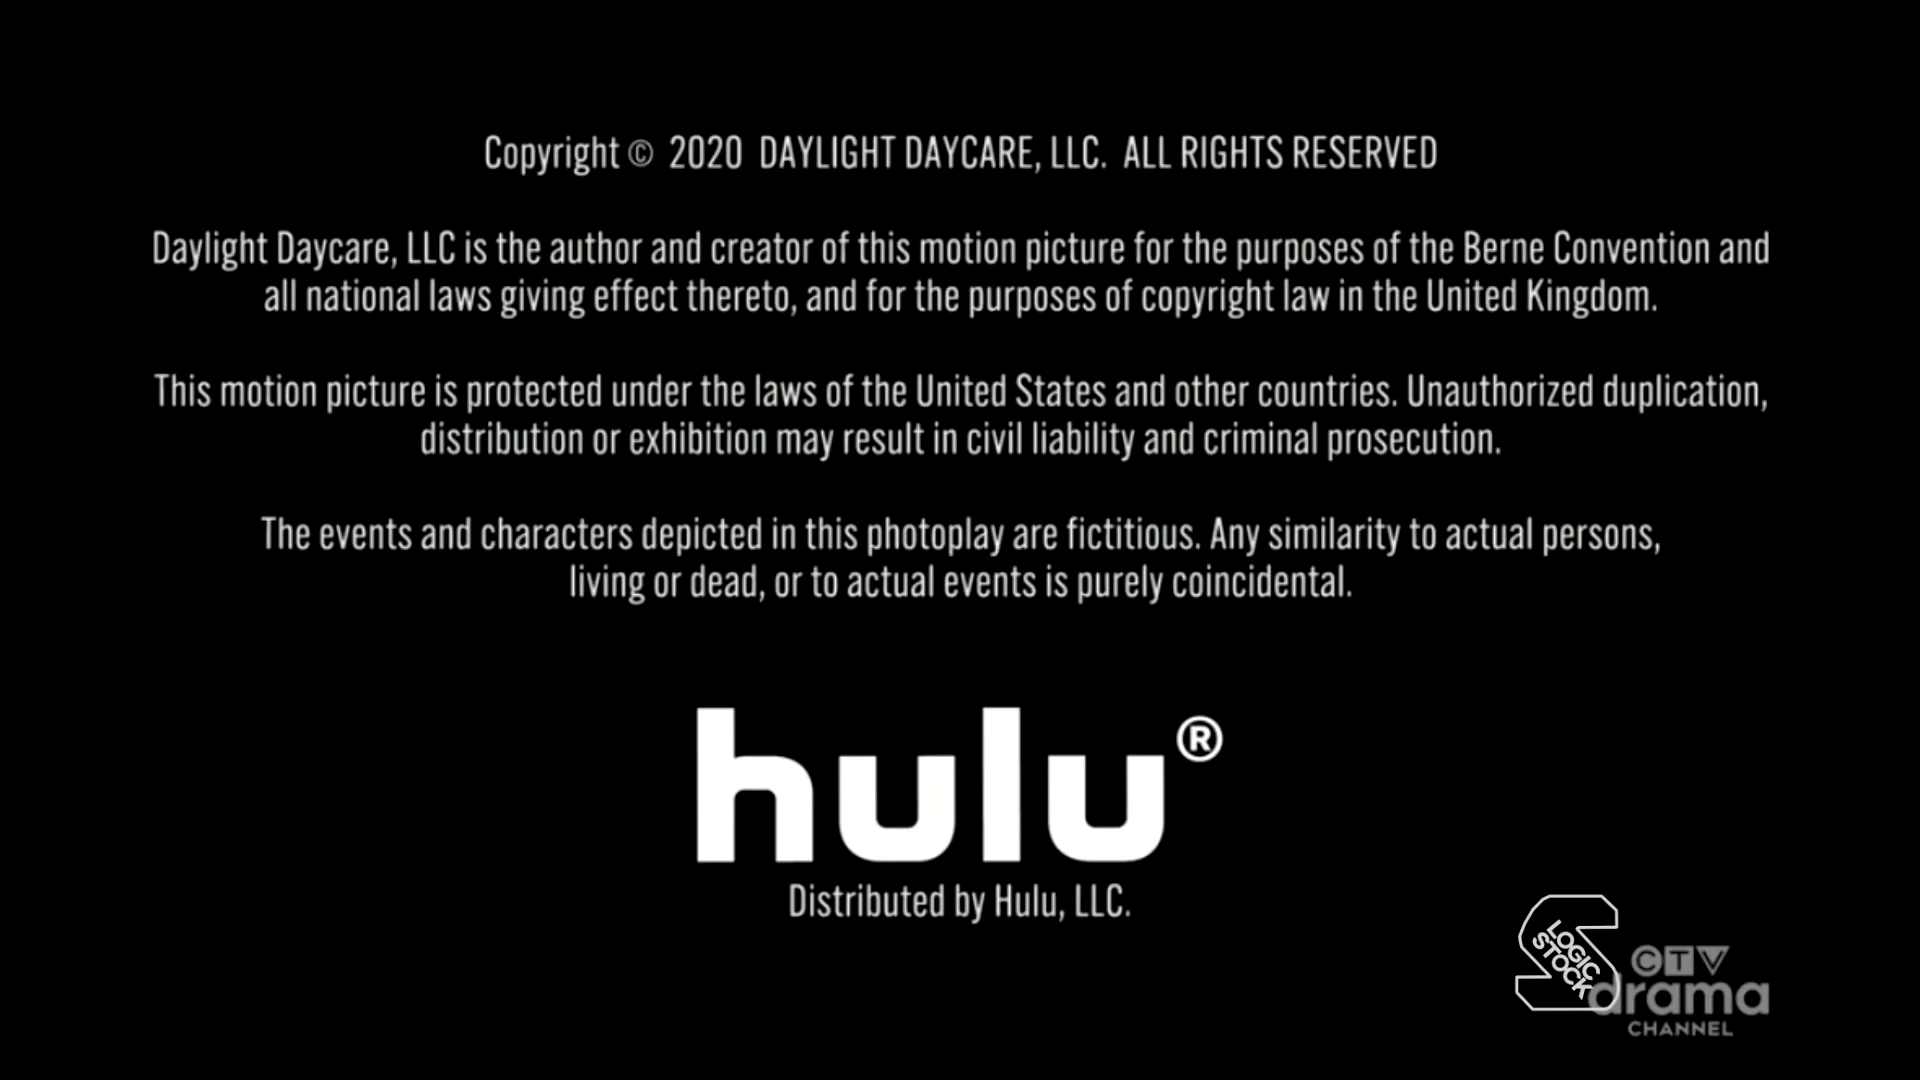 Copyright © 2020 DAYLIGHT DAYCARE, LLC. ALL RIGHTS RESERVED
Daylight Daycare, LLC is the author and creator of this motion picture for the purposes of the Berne Convention and
all national laws giving effect thereto, and for the purposes of copyright law in the United Kingdom.
This motion picture is protected under the laws of the United States and other countries. Unauthorized duplication,
distribution or exhibition may result in civil liability and criminal prosecution.
The events and characters depicted in this photoplay are fictitious. Any similarity to actual persons,
living or dead, or to actual events is purely coincidental.
hulu®
Distributed by Hulu, LLC.
LOGIC
STOCK
CTV
drama
CHANNEL